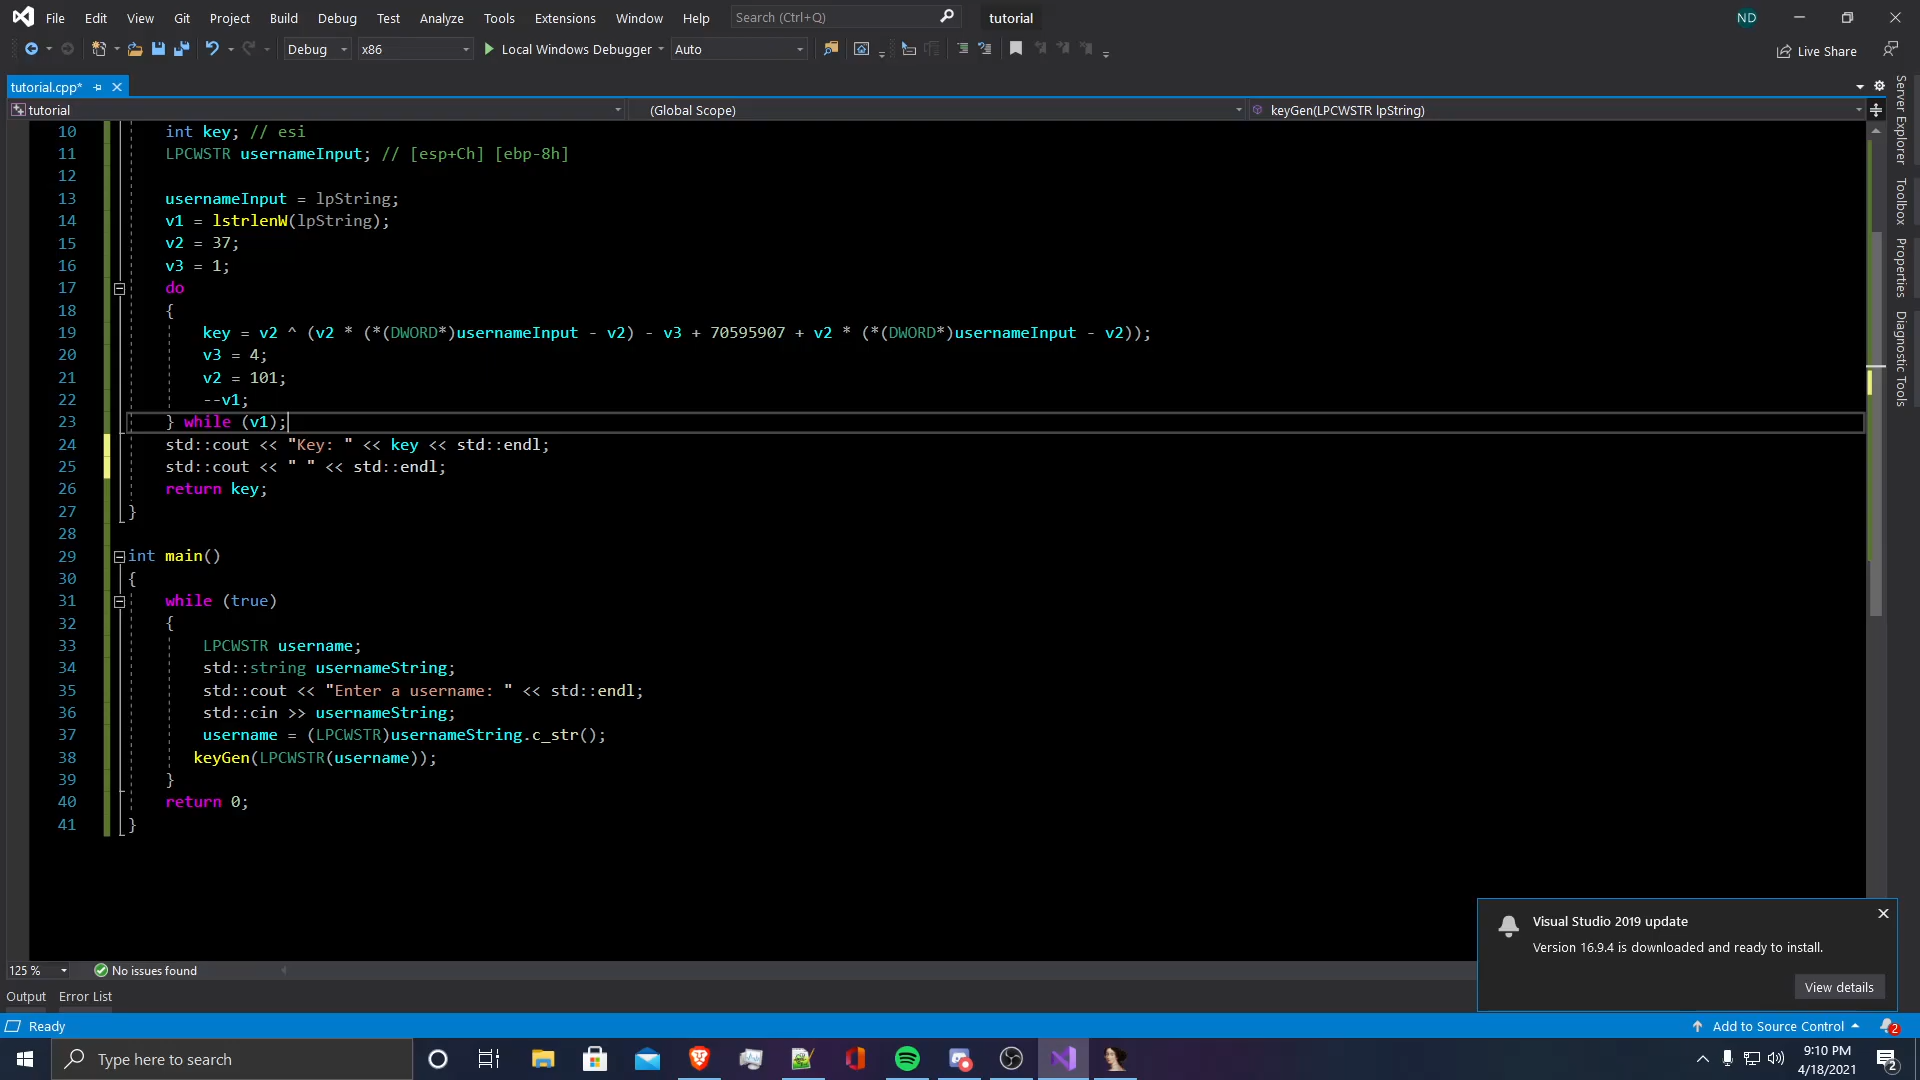 File Edit View Git Project Build Debug Test Analyze Tools Extensions Window Help Search (Ctrl+Q) tutorial ND
Debug x86 Local Windows Debugger Auto Live Share
tutorial.cpp*
tutorial (Global Scope) keyGen(LPCWSTR lpString)
10 int key; // esi
11 LPCWSTR usernameInput; // [esp+Ch] [ebp-8h]
12
13 usernameInput = lpString;
14 v1 = lstrlenW(lpString);
15 v2 = 37;
16 v3 = 1;
17 do
18 {
19 key = v2 ^ (v2 * (*(DWORD*)usernameInput - v2) - v3 + 70595907 + v2 * (*(DWORD*)usernameInput - v2));
20 v3 = 4;
21 v2 = 101;
22 --v1;
23 } while (v1);
24 std::cout << "Key: " << key << std::endl;
25 std::cout << " " << std::endl;
26 return key;
27 }
28
29 int main()
30 {
31 while (true)
32 {
33 LPCWSTR username;
34 std::string usernameString;
35 std::cout << "Enter a username: " << std::endl;
36 std::cin >> usernameString;
37 username = (LPCWSTR)usernameString.c_str();
38 keyGen(LPCWSTR(username));
39 }
40 return 0;
41 }
Server Explorer
Toolbox
Properties
Diagnostic Tools
Visual Studio 2019 update
Version 16.9.4 is downloaded and ready to install.
View details
125 % No issues found
Output Error List
Ready Add to Source Control 2
Type here to search
9:10 PM
4/18/2021
2